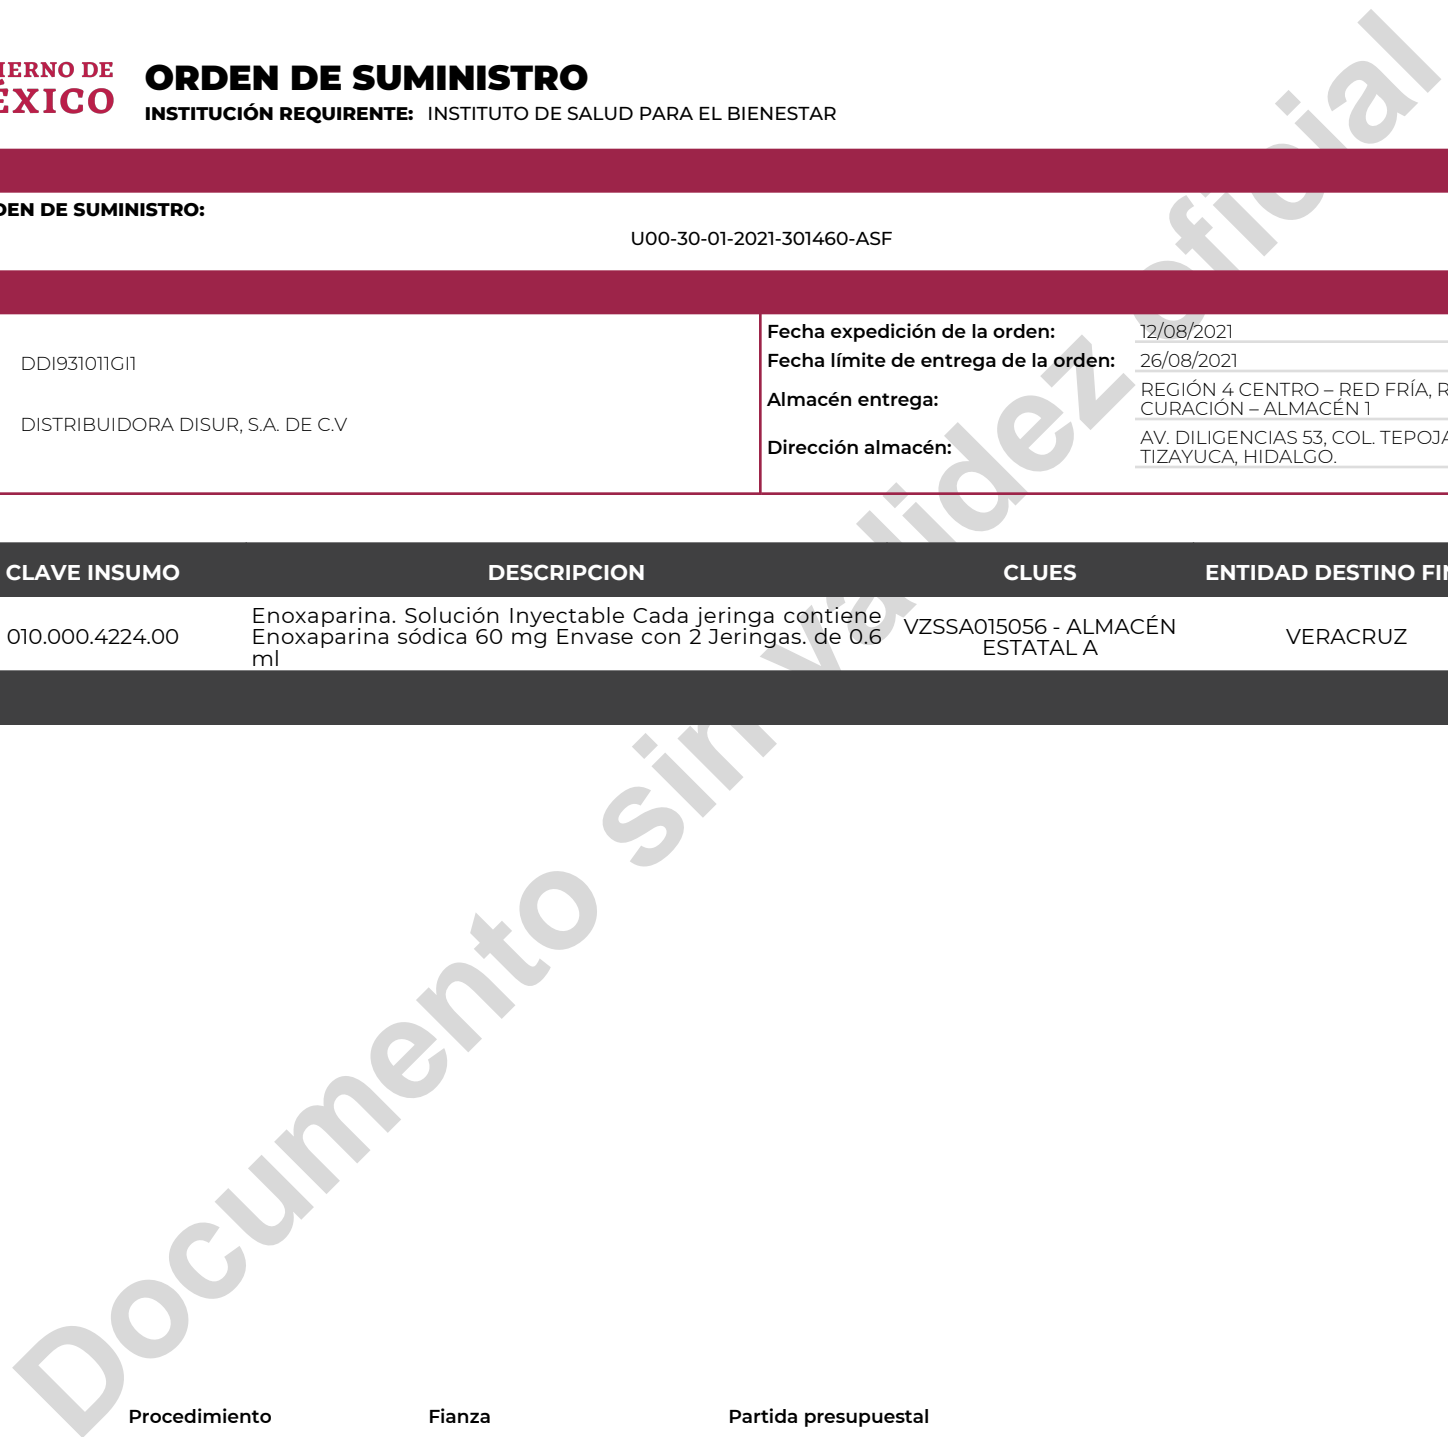 IERNO DE
ÉXICO
ORDEN DE SUMINISTRO
INSTITUCIÓN REQUIRENTE: INSTITUTO DE SALUD PARA EL BIENESTAR
DEN DE SUMINISTRO:
U00-30-01-2021-301460-ASF
DDI931011GI1
DISTRIBUIDORA DISUR, S.A. DE C.V
Fecha expedición de la orden: 12/08/2021
Fecha límite de entrega de la orden: 26/08/2021
Almacén entrega: REGIÓN 4 CENTRO – RED FRÍA, R
CURACIÓN – ALMACÉN 1
Dirección almacén: AV. DILIGENCIAS 53, COL. TEPOJA
TIZAYUCA, HIDALGO.
CLAVE INSUMO DESCRIPCION CLUES ENTIDAD DESTINO FIN
010.000.4224.00
Enoxaparina. Solución Inyectable Cada jeringa contiene
Enoxaparina sódica 60 mg Envase con 2 Jeringas. de 0.6
ml
VZSSA015056 - ALMACÉN
ESTATAL A
VERACRUZ
Documento sin validez oficial
Procedimiento Fianza Partida presupuestal